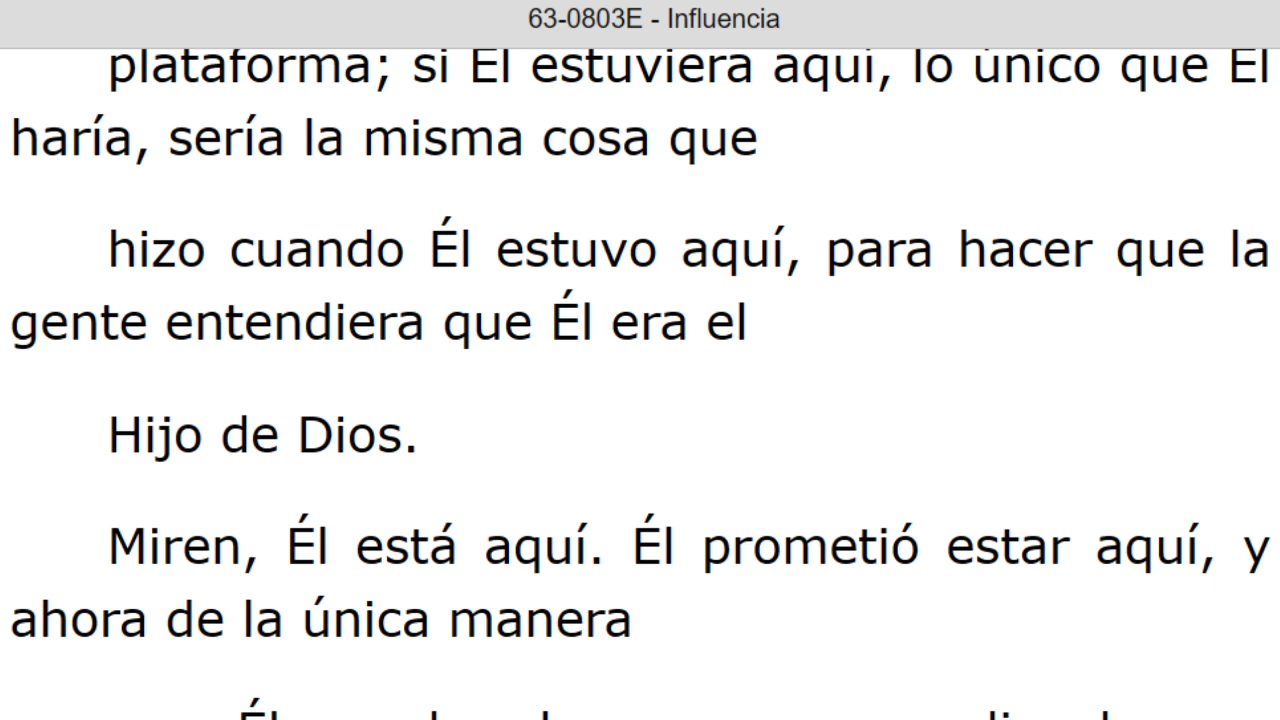 63-0803E - Influencia
plataforma; si Él estuviera aquí, lo único que Él
haría, sería la misma cosa que
hizo cuando Él estuvo aquí, para hacer que la
gente entendiera que Él era el
Hijo de Dios.
Miren, Él está aquí. Él prometió estar aquí, y
ahora de la única manera
Él